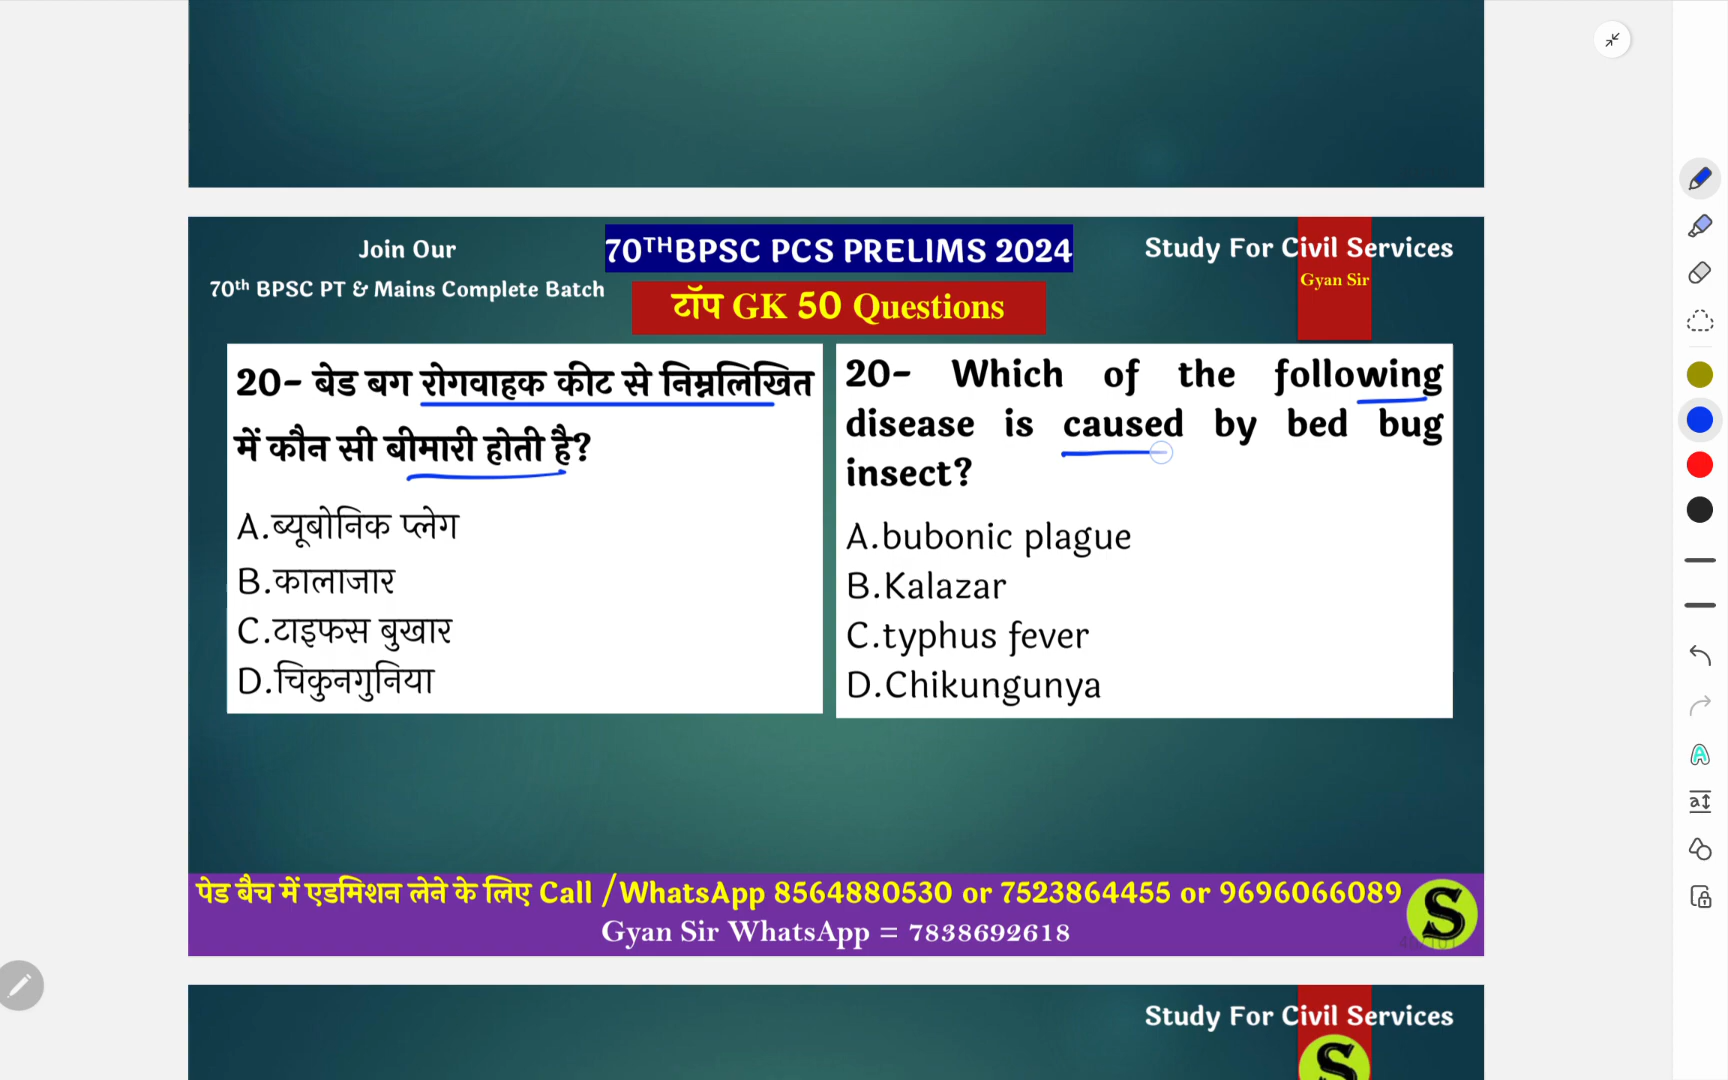 Join Our
70th BPSC PT & Mains Complete Batch
70THBPSC PCS PRELIMS 2024
टॉप GK 50 Questions
Study For Civil Services
Gyan Sir
20- बेड बग रोगवाहक कीट से निम्नलिखित
में कौन सी बीमारी होती है?
A.ब्यूबोनिक प्लेग
B.कालाजार
C.टाइफस बुखार
D.चिकुनगुनिया
20- Which of the following
disease is caused by bed bug
insect?
A.bubonic plague
B.Kalazar
C.typhus fever
D.Chikungunya
पेड बैच में एडमिशन लेने के लिए Call /WhatsApp 8564880530 or 7523864455 or 9696066089
Gyan Sir WhatsApp = 7838692618
S
Study For Civil Services
S